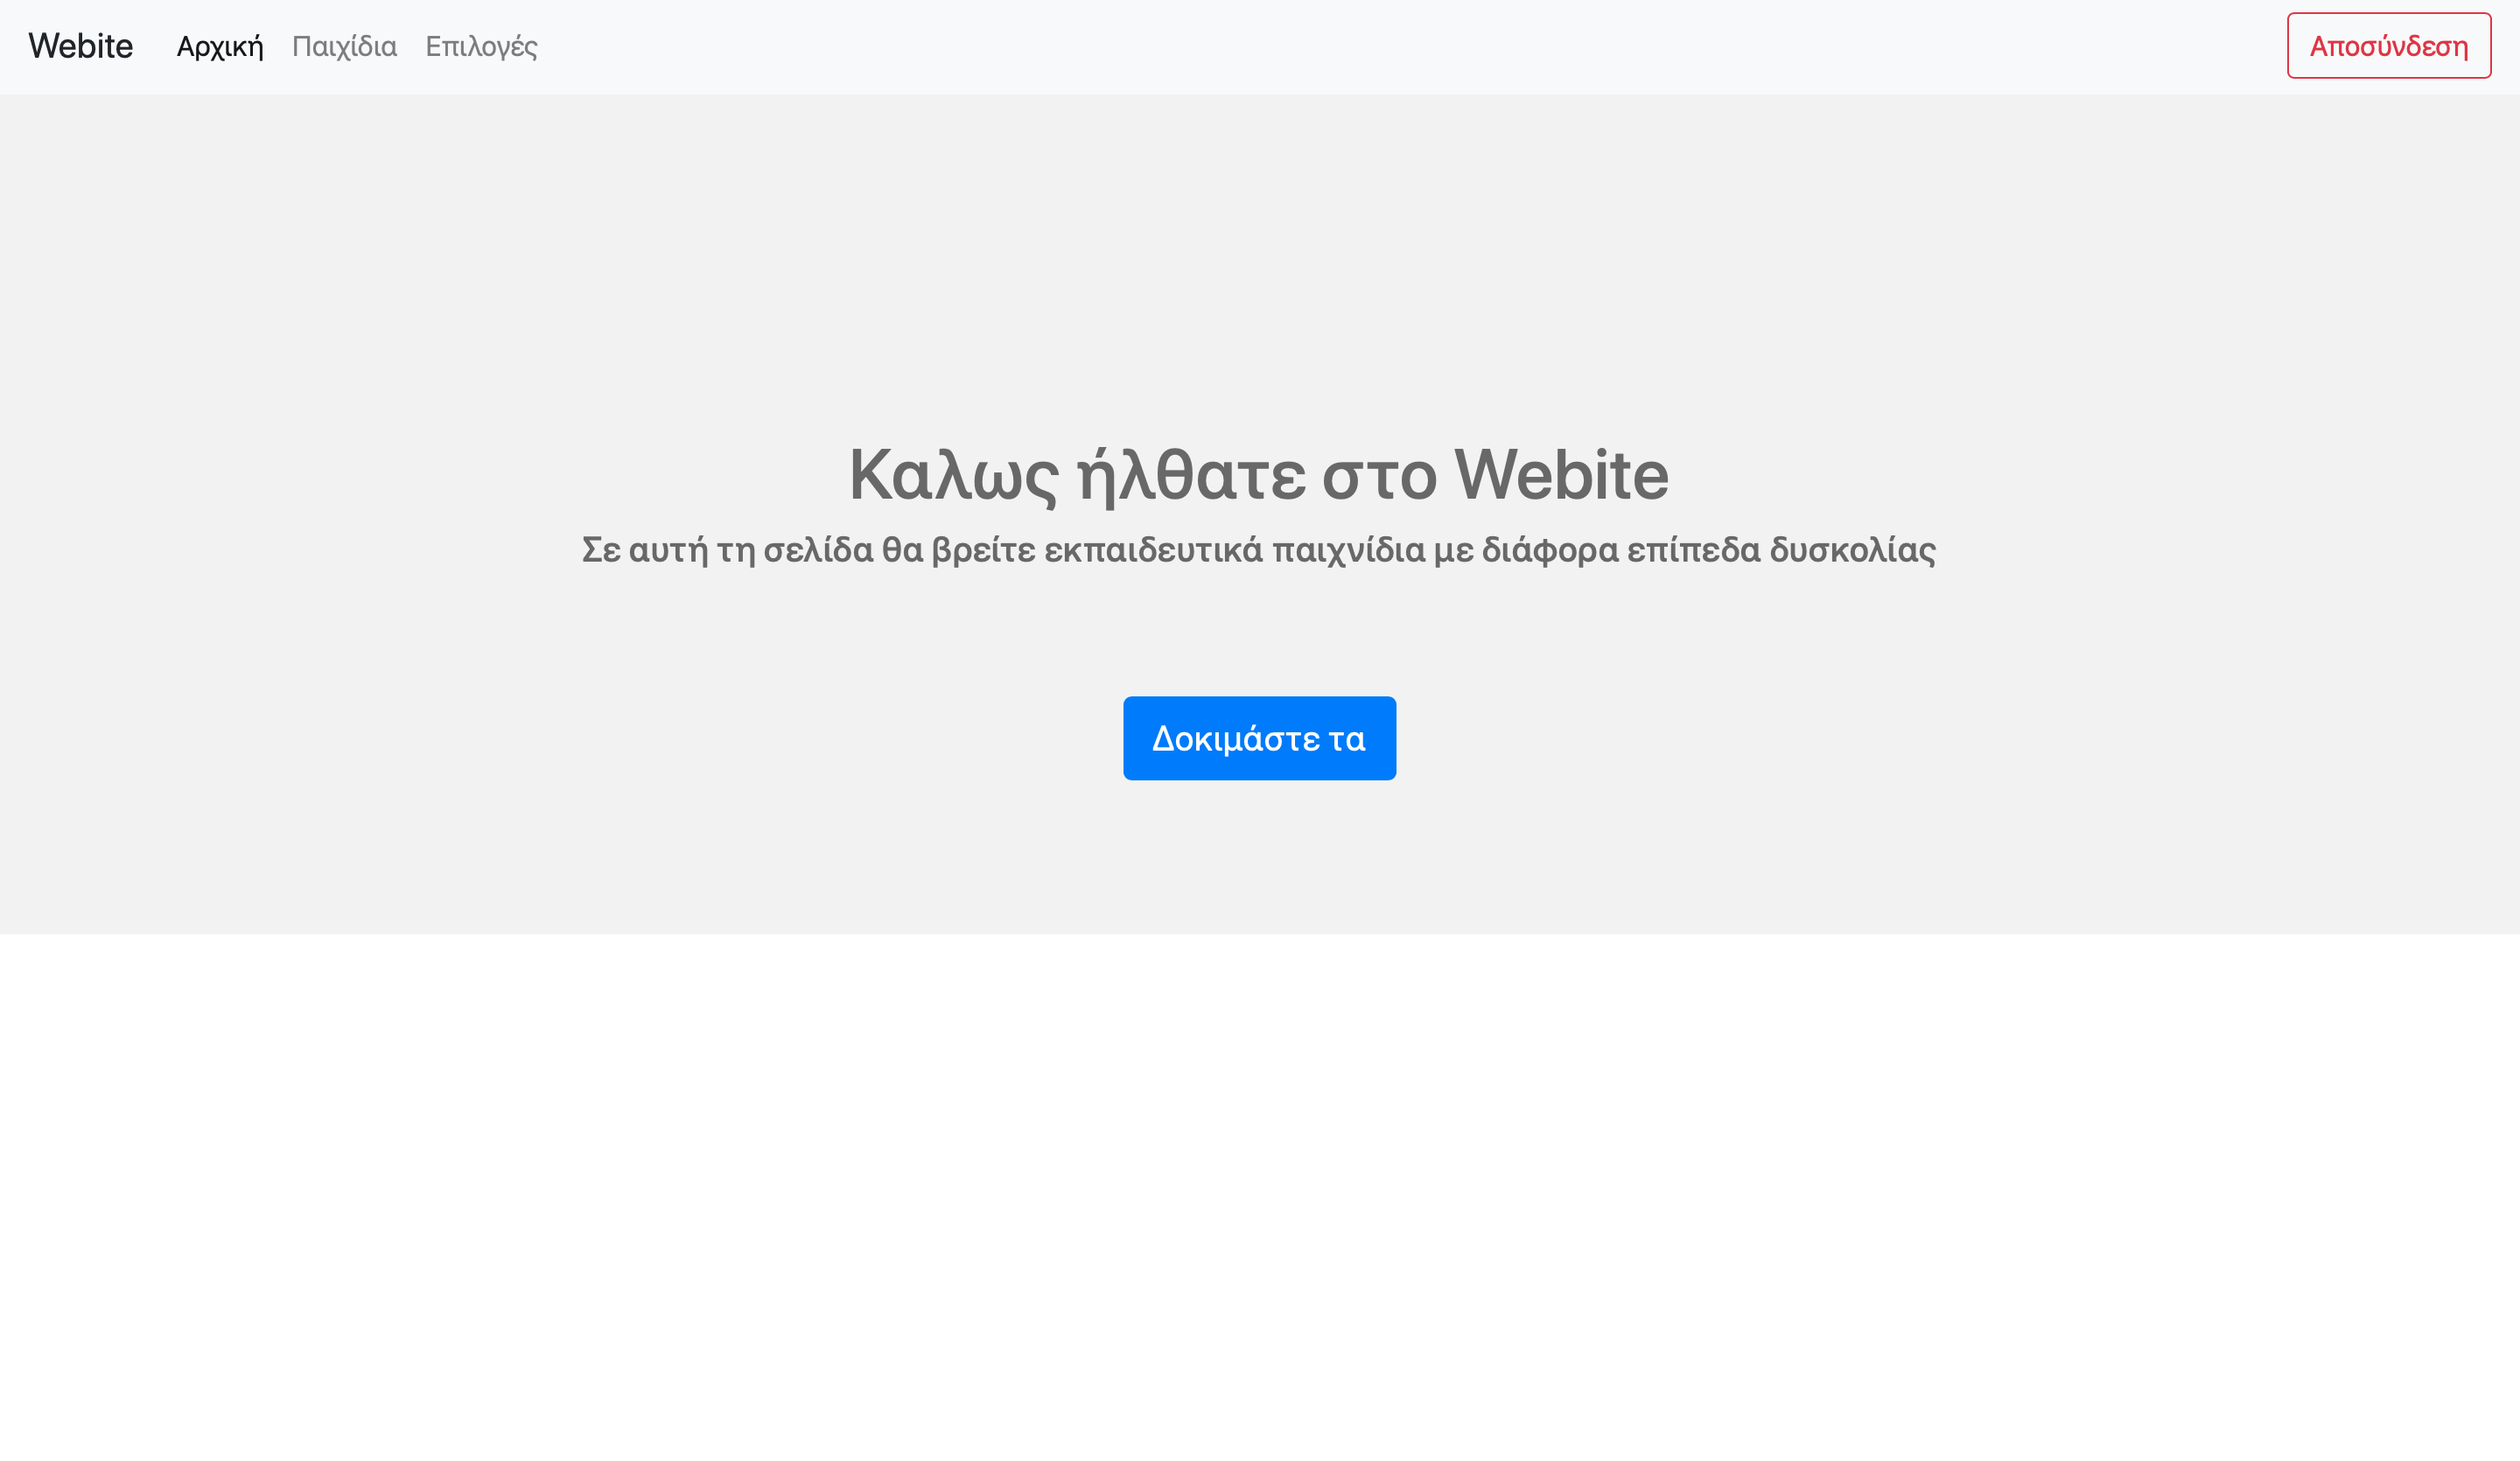 Webite Αρχική Παιχίδια Επιλογές Αποσύνδεση
Καλως ήλθατε στο Webite
Σε αυτή τη σελίδα θα βρείτε εκπαιδευτικά παιχνίδια με διάφορα επίπεδα δυσκολίας
Δοκιμάστε τα